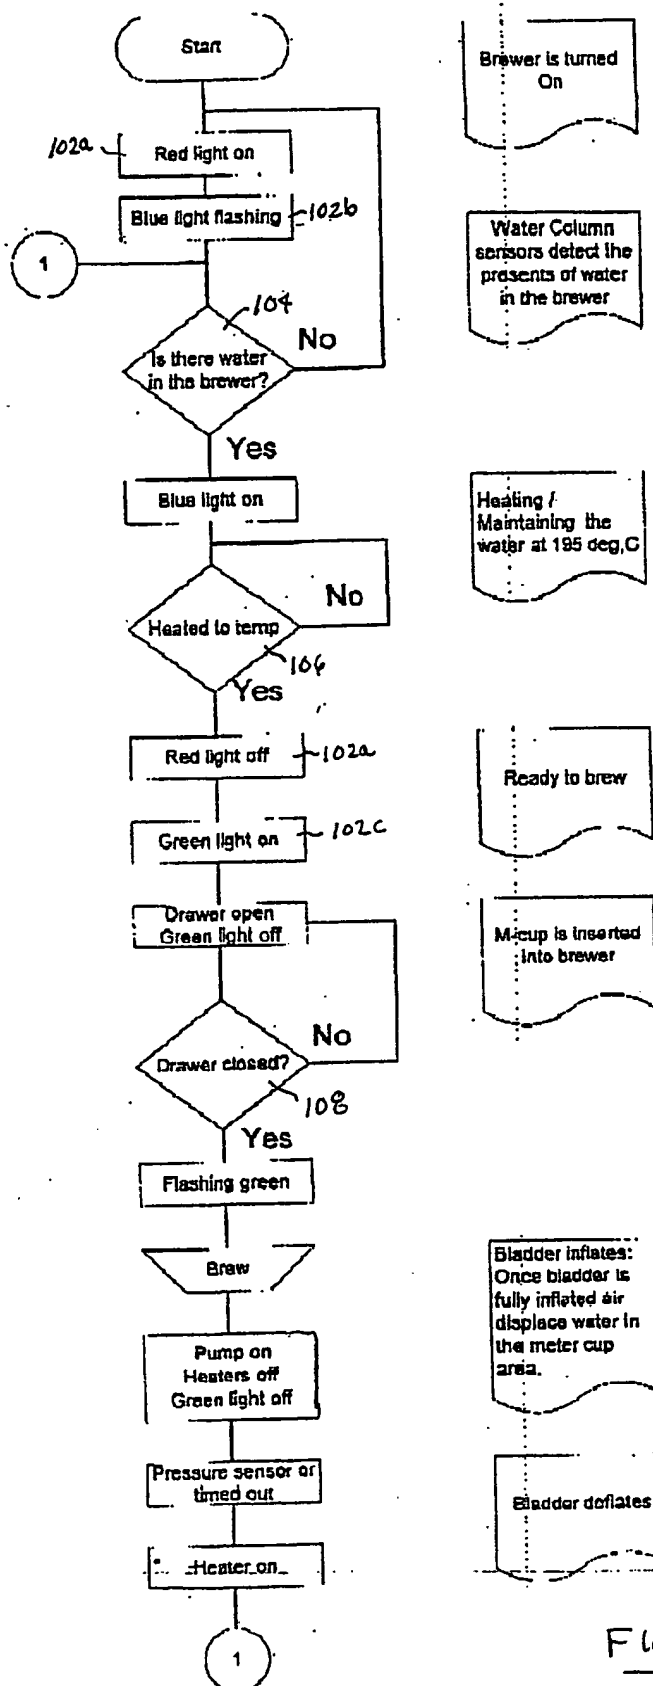 Start
Brewer is turned
On
102a
Red light on
Blue light flashing
102b
1
Water Column
sensors detect the
presents of water
in the brewer
104
No
Is there water
in the brewer?
Yes
Blue light on
Heating /
Maintaining the
water at 195 deg,C
No
Heated to temp
106
Yes
Red light off
102a
Ready to brew
Green light on
102c
Drawer open
Green light off
M-cup is inserted
into brewer
No
Drawer closed?
108
Yes
Flashing green
Brew
Bladder inflates:
Once bladder is
fully inflated air
displace water in
the meter cup
area.
Pump on
Heaters off
Green light off
Pressure sensor or
timed out
Bladder deflates
Heater on
1